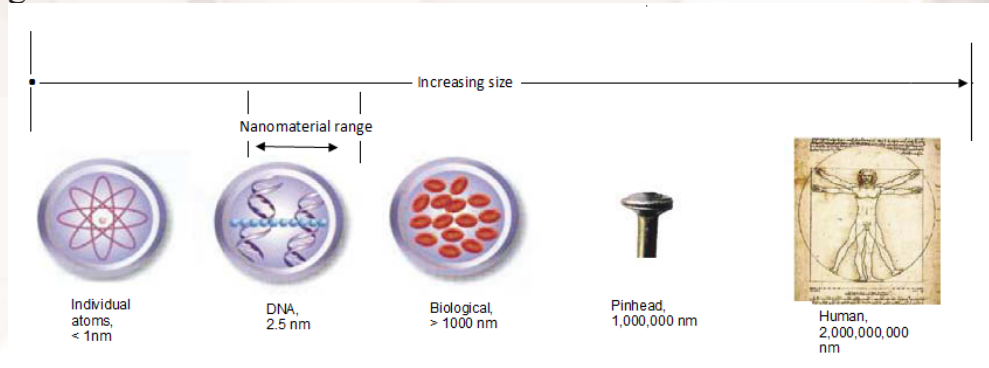 Increasing size
Nanomaterial range
Individual
atoms,
< 1nm
DNA,
2.5 nm
Biological,
> 1000 nm
Pinhead,
1,000,000 nm
Human,
2,000,000,000
nm